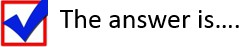 The answer is....